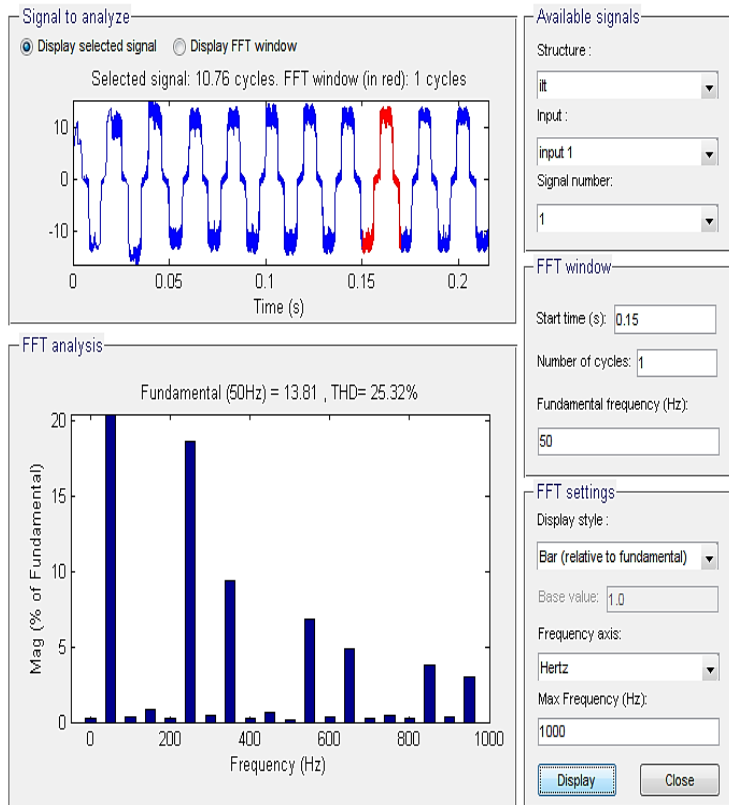 Signal to analyze
Display selected signal
Display FFT window
Selected signal: 10.76 cycles. FFT window (in red): 1 cycles
10
0
-10
0
0.05
0.1
0.15
0.2
Time (s)
FFT analysis
Fundamental (50Hz) = 13.81 , THD= 25.32%
20
15
10
5
0
Mag (% of Fundamental)
0
200
400
600
800
1000
Frequency (Hz)
Available signals
Structure :
ilt
Input :
input 1
Signal number:
1
FFT window
Start time (s): 0.15
Number of cycles: 1
Fundamental frequency (Hz):
50
FFT settings
Display style :
Bar (relative to fundamental)
Base value: 1.0
Frequency axis:
Hertz
Max Frequency (Hz):
1000
Display
Close